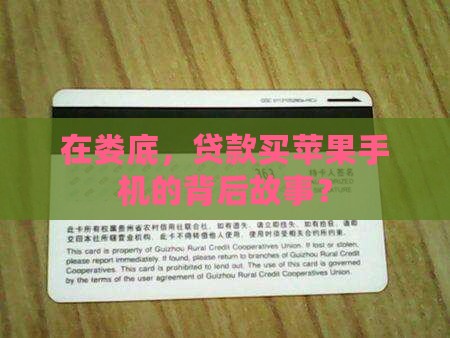 363
持卡人签名
在娄底，贷款买苹果手
机的背后故事？
此卡所有权属贵州省农村信用社联合社，如有遗失，请立即挂失，如有拾获，请即
交回本社所辖营业机构。此卡不得转借他人使用，使用时须受相关合约所约束。
This card is property of Guizhou Rural Credit Cooperatives Union. If lost or stolen,
please report immediately. If found, please return to branches of Guizhou Rural Credit
Cooperatives Union. This card is prohibited to lend out. The use of this card is governed
by the terms of the user agreement of Guizhou Rural Credit Cooperatives Union.